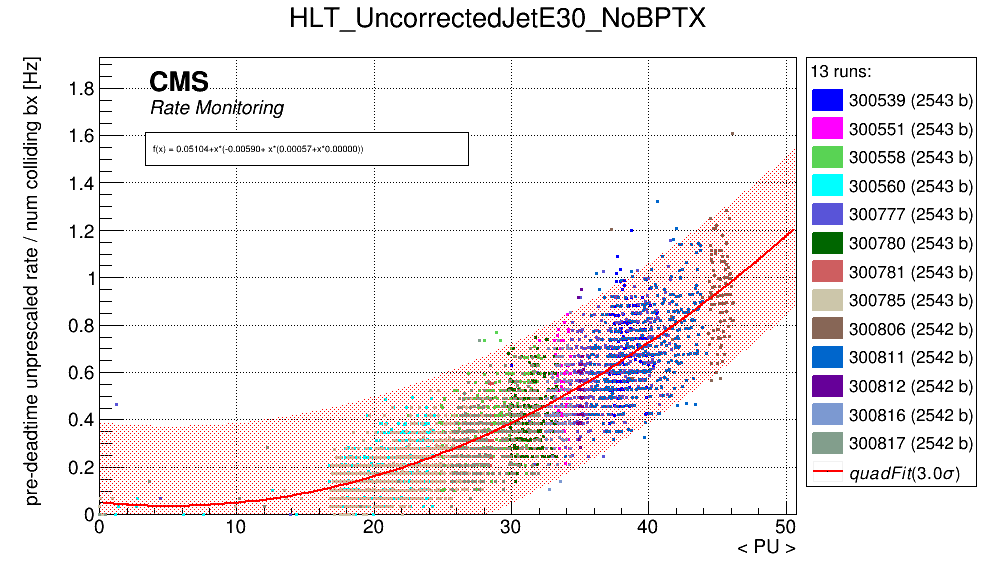 HLT_UncorrectedJetE30_NoBPTX
pre-deadtime unprescaled rate / num colliding bx [Hz]
CMS
Rate Monitoring
f(x) = 0.05104+x*(-0.00590+ x*(0.00057+x*0.00000))
1.8
1.6
1.4
1.2
1
0.8
0.6
0.4
0.2
0
0 10 20 30 40 50
< PU >
13 runs:
300539 (2543 b)
300551 (2543 b)
300558 (2543 b)
300560 (2543 b)
300777 (2543 b)
300780 (2543 b)
300781 (2543 b)
300785 (2543 b)
300806 (2542 b)
300811 (2542 b)
300812 (2542 b)
300816 (2542 b)
300817 (2542 b)
quadFit(3.0σ)